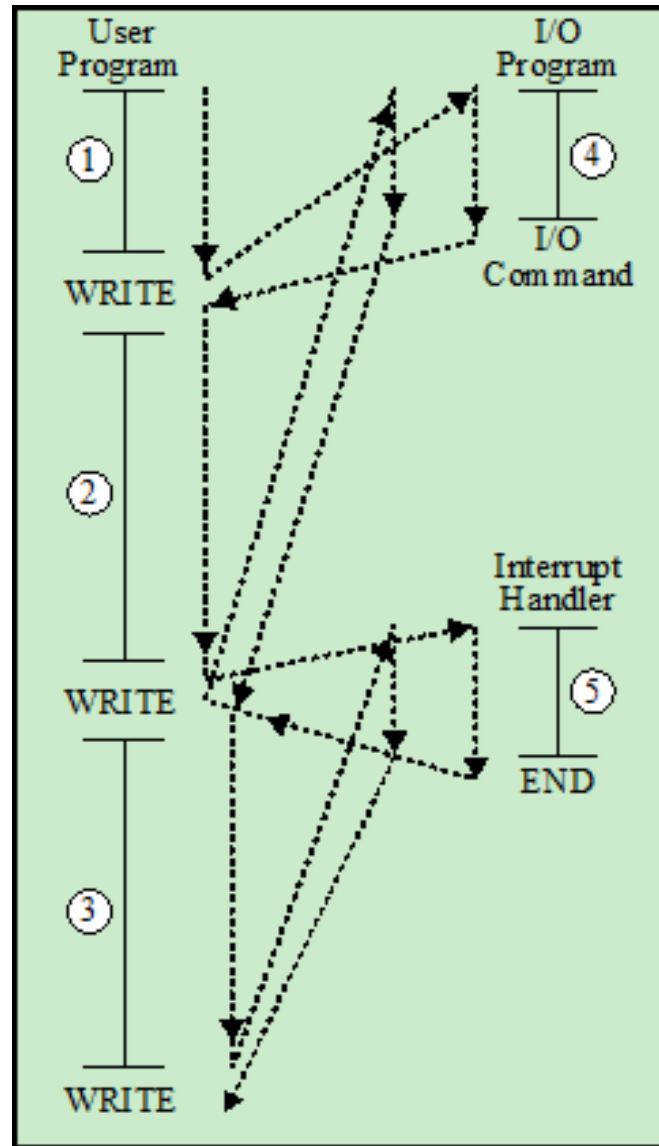 User
Program
I/O
Program
1
4
WRITE
I/O
Command
2
Interrupt
Handler
5
WRITE
END
3
WRITE